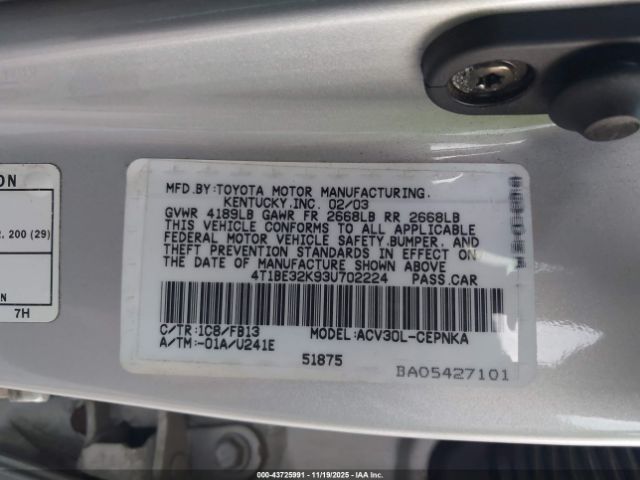 ON
R. 200 (29)
N
7H
MFD.BY:TOYOTA MOTOR MANUFACTURING.
KENTUCKY,INC. 02/03
GVWR 4189LB GAWR FR 2668LB RR 2668LB
THIS VEHICLE CONFORMS TO ALL APPLICABLE
FEDERAL MOTOR VEHICLE SAFETY,BUMPER, AND
THEFT PREVENTION STANDARDS IN EFFECT ON
THE DATE OF MANUFACTURE SHOWN ABOVE
4T1BE32K93U702224 PASS.CAR
C/TR:1C8/FB13 MODEL:ACV30L-CEPNKA
A/TM:-01A/U241E
51875
BA05427101
000-43725991 | 11/19/2025 | IAA Inc.